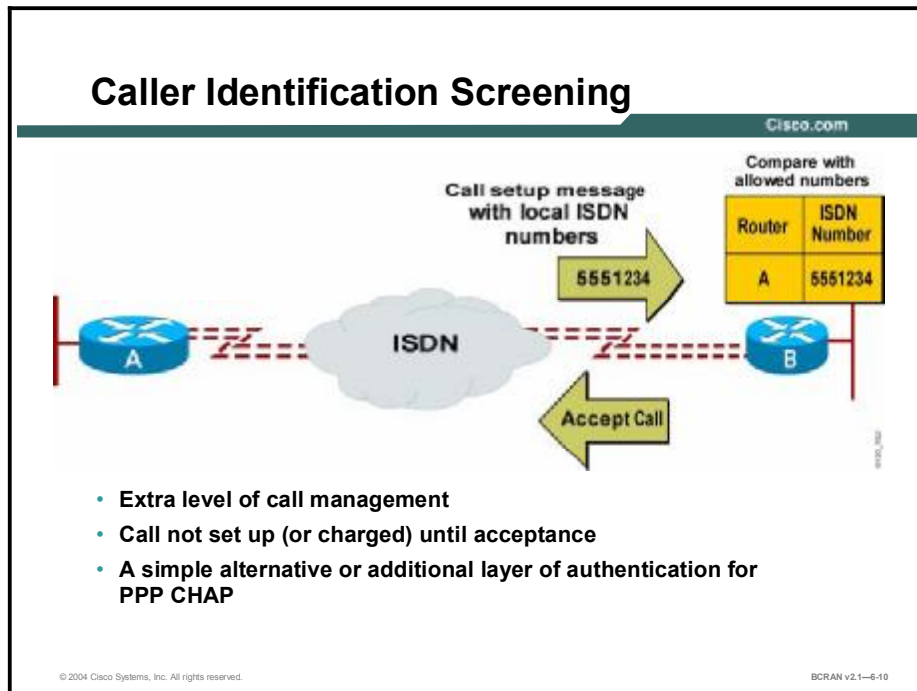 Caller Identification Screening
Cisco.com
Call setup message
with local ISDN
numbers
5551234
Compare with
allowed numbers
Router
ISDN
Number
A
5551234
A
ISDN
B
Accept Call
• Extra level of call management
• Call not set up (or charged) until acceptance
• A simple alternative or additional layer of authentication for
PPP CHAP
© 2004 Cisco Systems, Inc. All rights reserved.
BCRAN v2.1—6-10